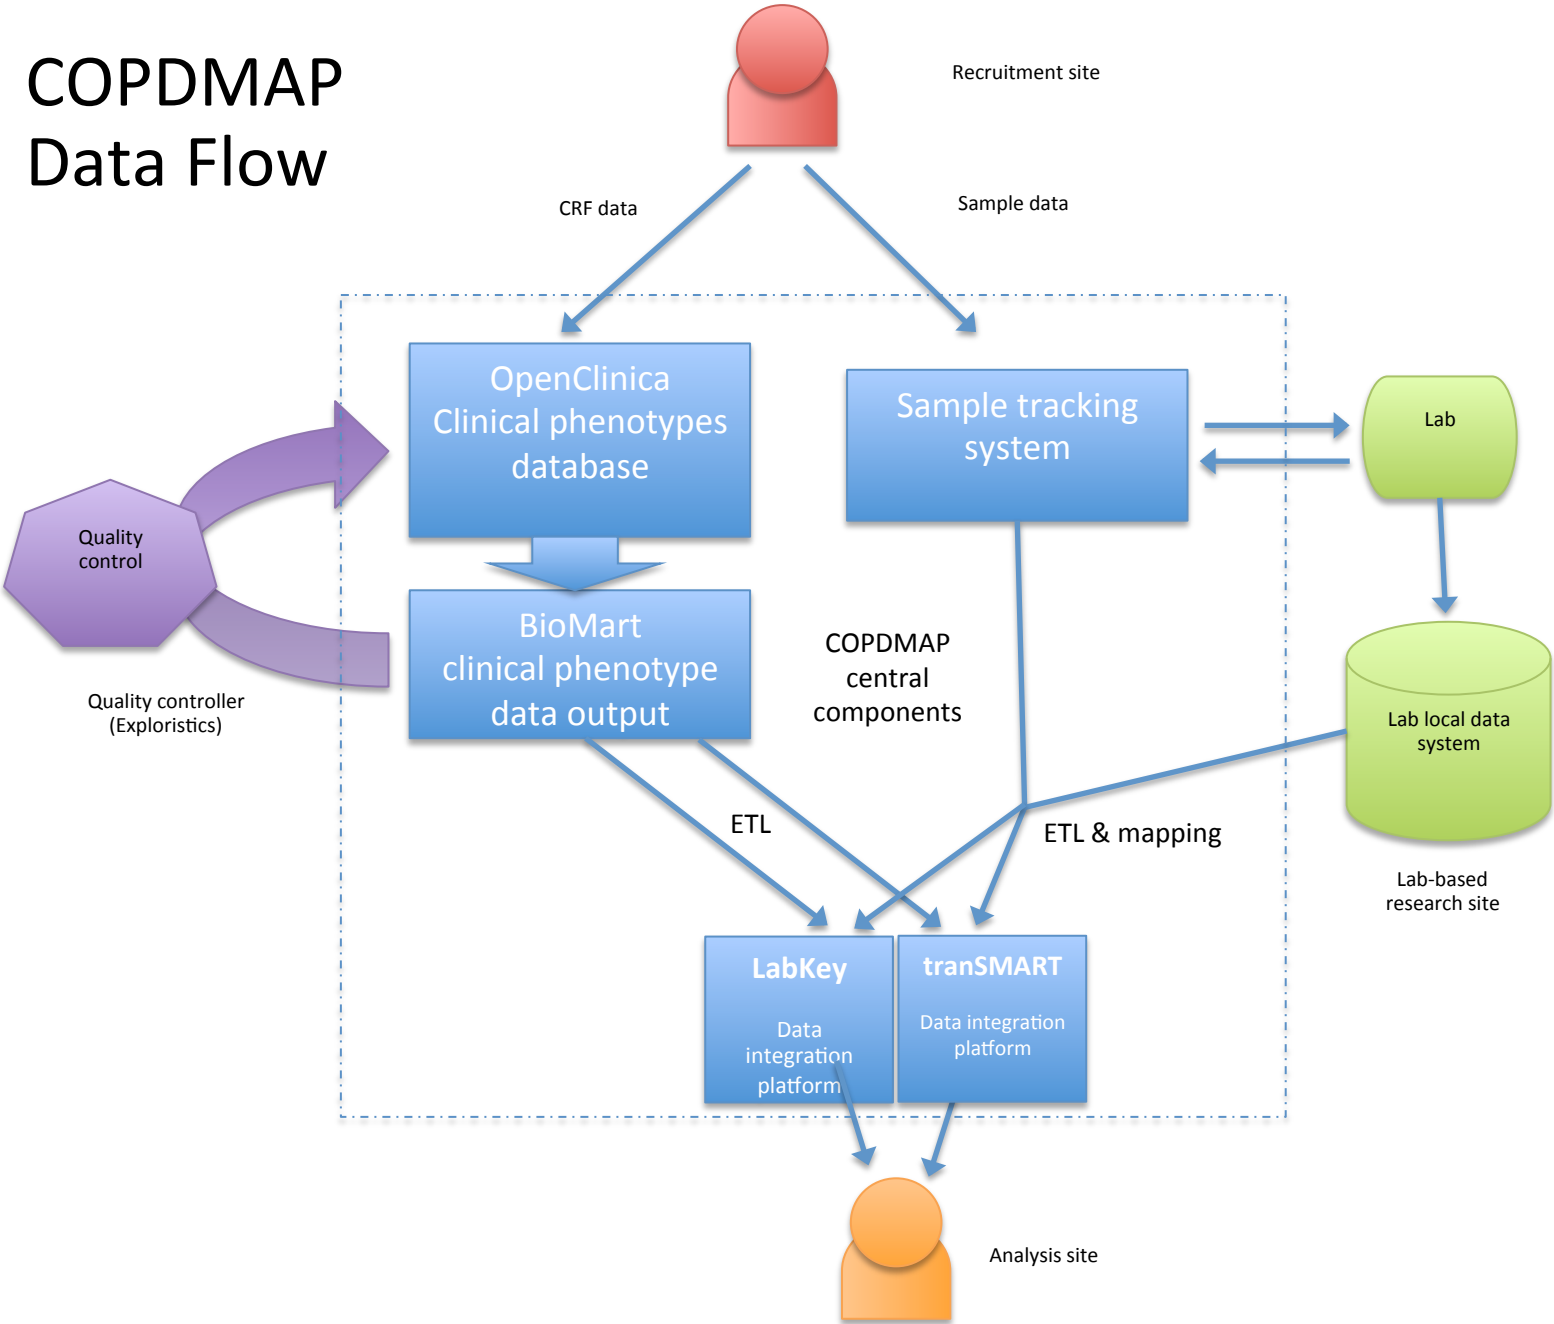 COPDMAP
Data Flow
Recruitment site
CRF data
Sample data
OpenClinica
Clinical phenotypes
database
Sample tracking
system
Lab
Quality
control
BioMart
clinical phenotype
data output
COPDMAP
central
components
Quality controller
(Exploristics)
Lab local data
system
ETL
ETL & mapping
Lab-based
research site
LabKey
Data
integration
platform
tranSMART
Data integration
platform
Analysis site